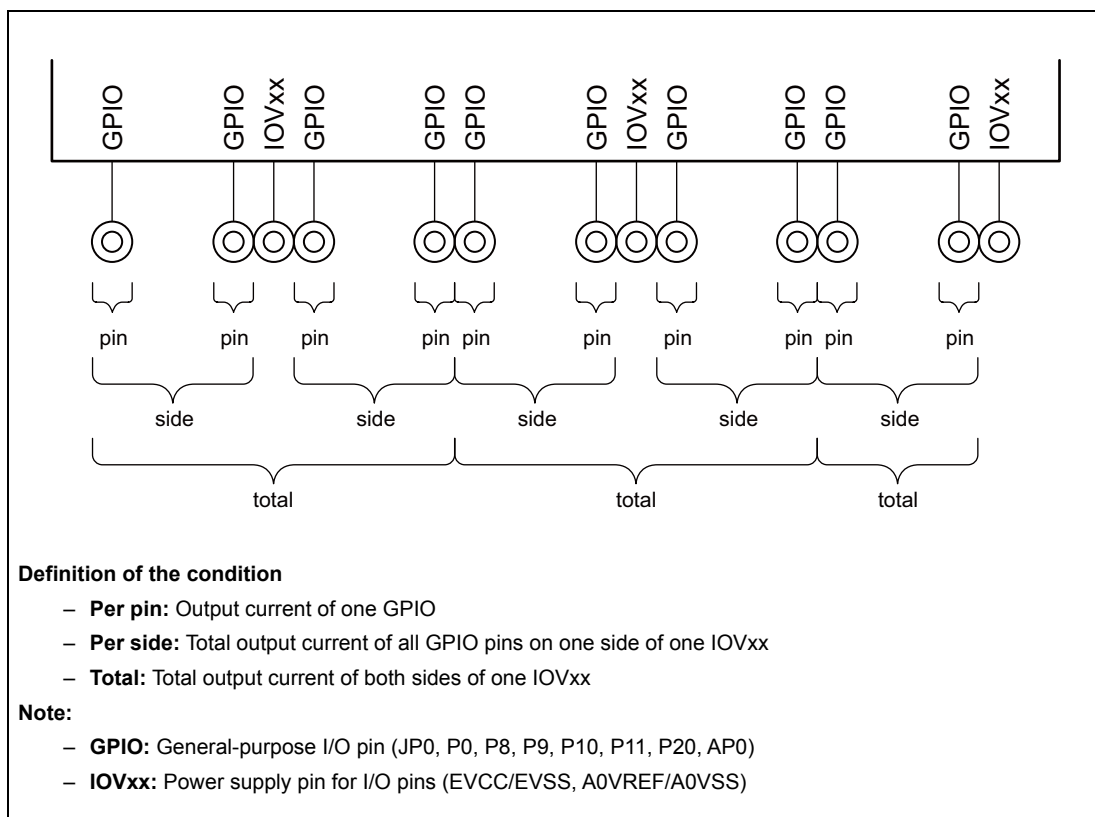 GPIO GPIO IOVxx GPIO GPIO GPIO GPIO IOVxx GPIO GPIO GPIO GPIO IOVxx
pin pin pin pin pin pin pin pin pin pin
side side side side side
total total total
Definition of the condition
– Per pin: Output current of one GPIO
– Per side: Total output current of all GPIO pins on one side of one IOVxx
– Total: Total output current of both sides of one IOVxx
Note:
– GPIO: General-purpose I/O pin (JP0, P0, P8, P9, P10, P11, P20, AP0)
– IOVxx: Power supply pin for I/O pins (EVCC/EVSS, A0VREF/A0VSS)